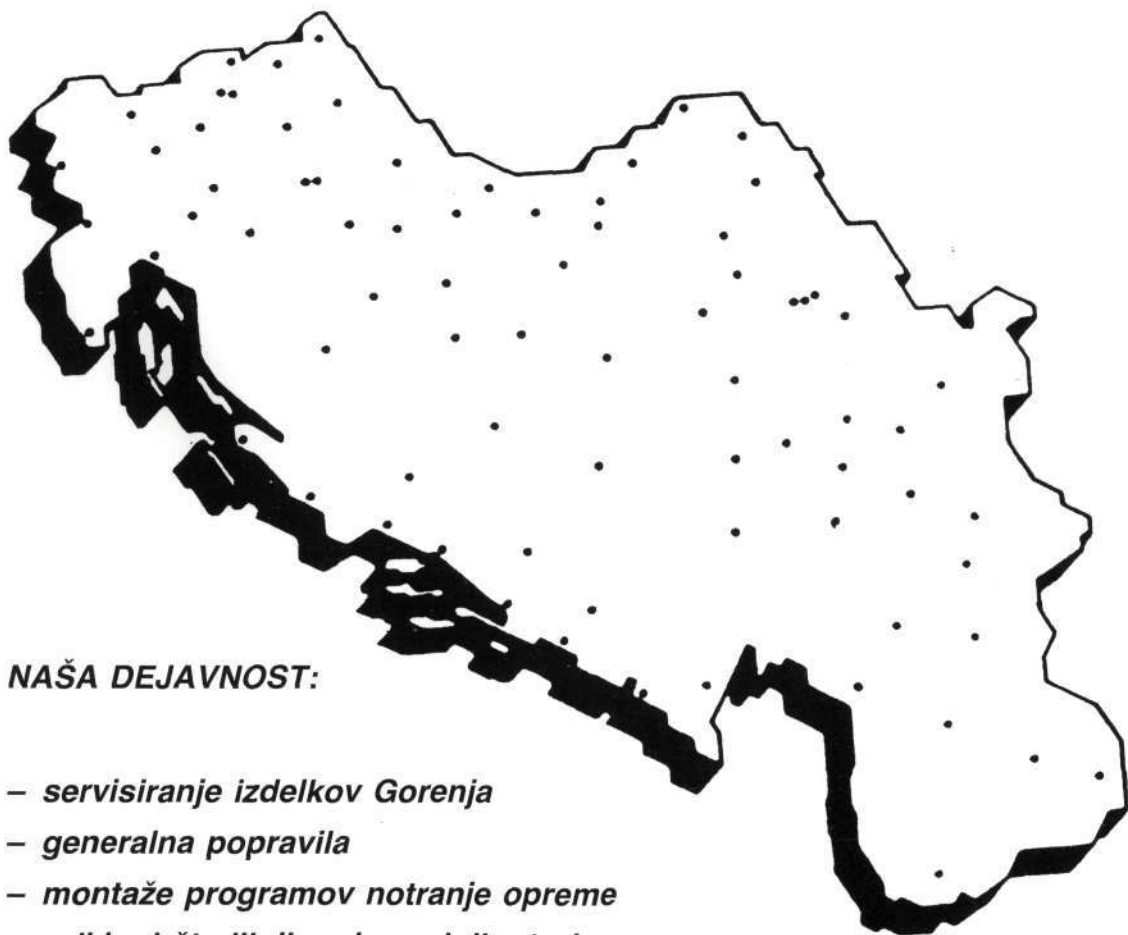 NAŠA DEJAVNOST:
– servisiranje izdelkov Gorenja
– generalna popravila
– montaže programov notranje opreme